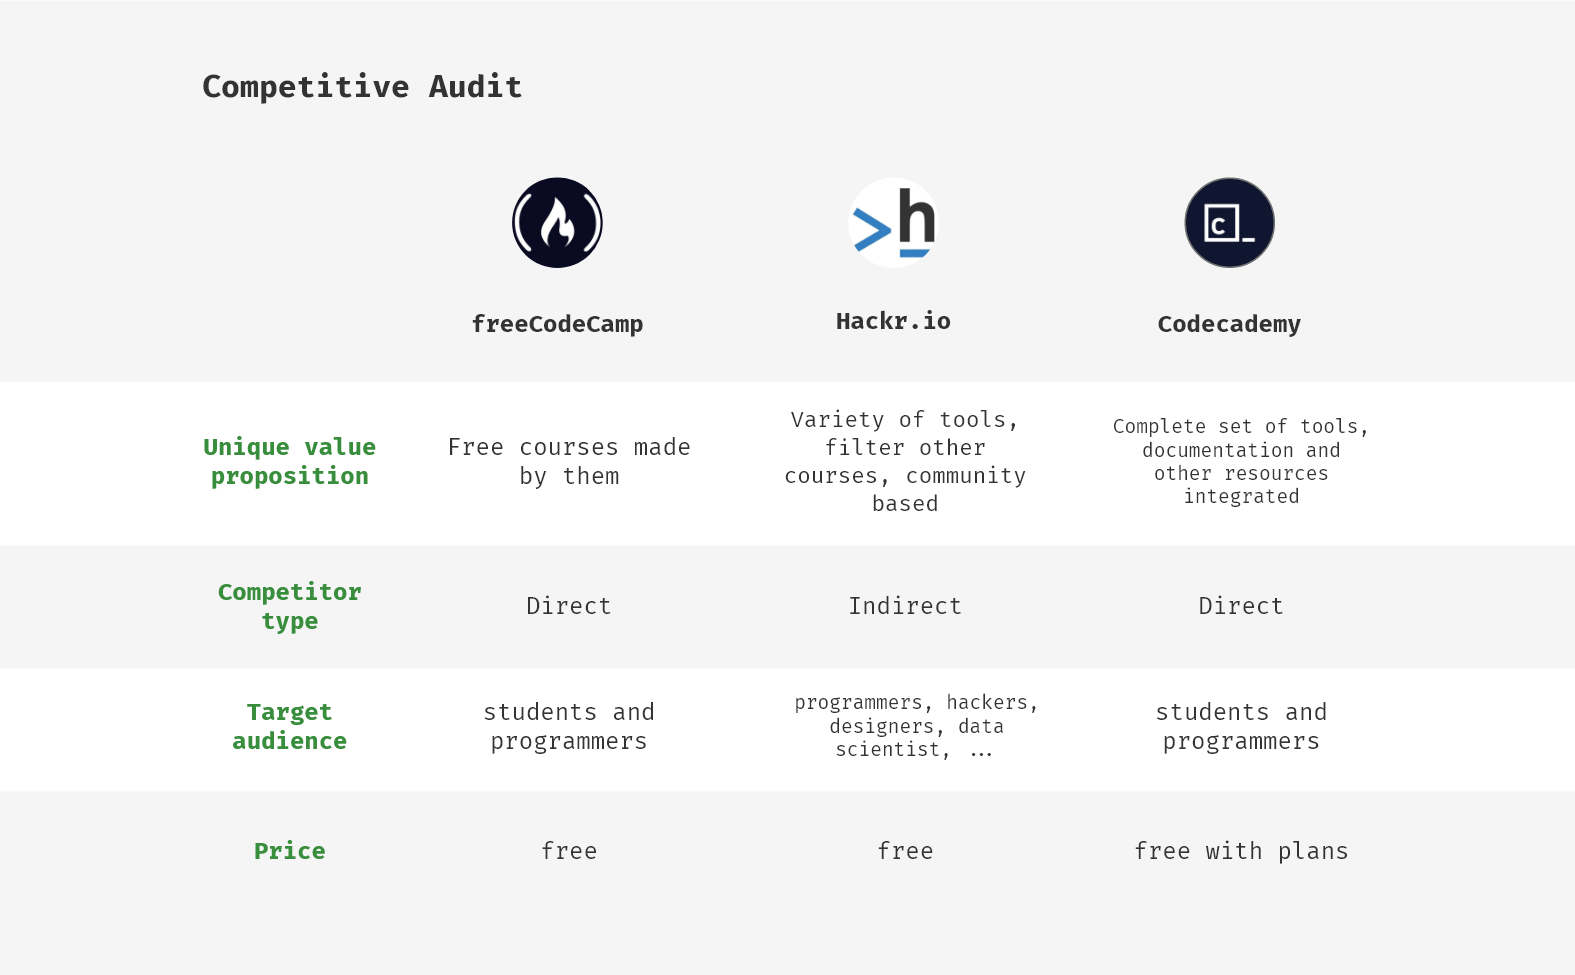 Competitive Audit
h
c
freeCodeCamp
Hackr.io
Codecademy
Unique value
proposition
Free courses made
by them
Variety of tools,
filter other
courses, community
based
Complete set of tools,
documentation and
other resources
integrated
Competitor
type
Direct
Indirect
Direct
Target
audience
students and
programmers
programmers, hackers,
designers, data
scientist, ...
students and
programmers
Price
free
free
free with plans